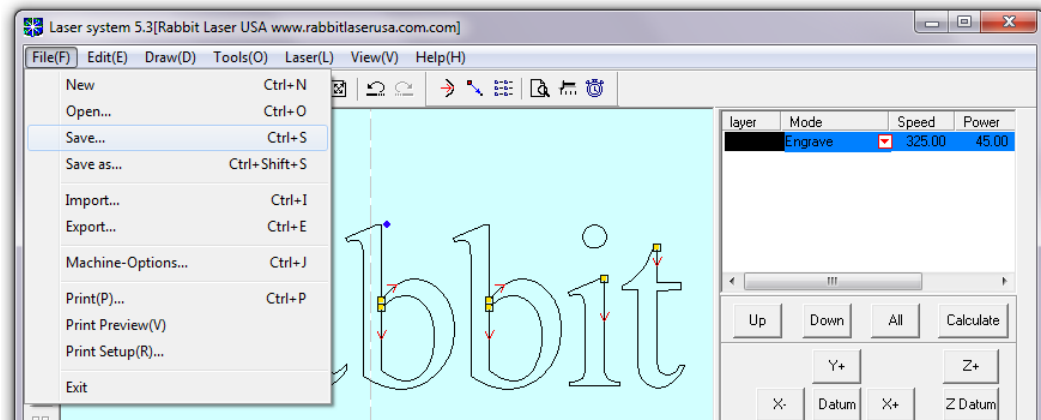 Laser system 5.3[Rabbit Laser USA www.rabbitlaserusa.com.com]
File(F) Edit(E) Draw(D) Tools(O) Laser(L) View(V) Help(H)
New Ctrl+N
Open... Ctrl+O
Save... Ctrl+S
Save as... Ctrl+Shift+S
Import... Ctrl+I
Export... Ctrl+E
Machine-Options... Ctrl+J
Print(P)... Ctrl+P
Print Preview(V)
Print Setup(R)...
Exit
bbit
layer Mode Speed Power
Engrave 325.00 45.00
Up Down All Calculate
Y+ Z+
X- Datum X+ Z Datum